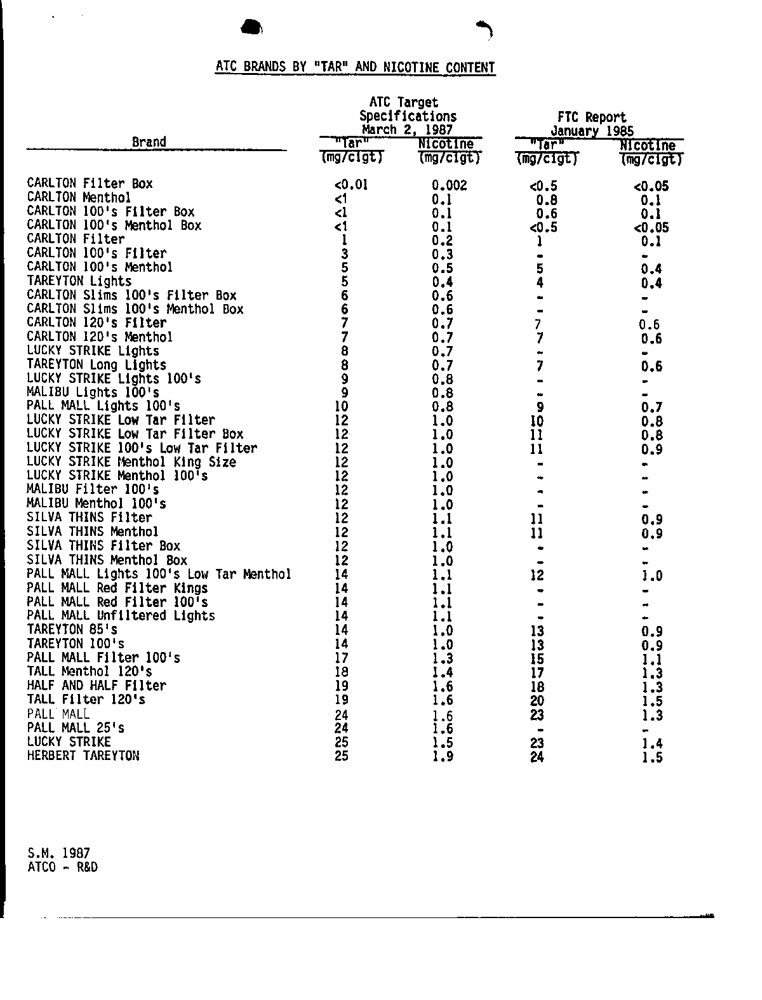 ATC BRANDS BY "TAR" AND NICOTINE CONTENT
ATC Target
Specifications FTC Report
March 2, 1987 January 1985
Brand "Tar" Nicotine "Tar" Nicotine
(mg/cigt) (mg/cigt) (mg/cigt) (mg/cigt)
CARLTON Filter Box <0.01 0.002 <0.5 <0.05
CARLTON Menthol <1 0.1 0.8 0.1
CARLTON 100's Filter Box <1 0.1 0.6 0.1
CARLTON 100's Menthol Box <1 0.1 <0.5 <0.05
CARLTON Filter 1 0.2 1 0.1
CARLTON 100's Filter 3 0.3 - -
CARLTON 100's Menthol 5 0.5 5 0.4
TAREYTON Lights 5 0.4 4 0.4
CARLTON Slims 100's Filter Box 6 0.6 - -
CARLTON Slims 100's Menthol Box 6 0.6 - -
CARLTON 120's Filter 7 0.7 7 0.6
CARLTON 120's Menthol 7 0.7 7 0.6
LUCKY STRIKE Lights 8 0.7 - -
TAREYTON Long Lights 8 0.7 7 0.6
LUCKY STRIKE Lights 100's 9 0.8 - -
MALIBU Lights 100's 9 0.8 - -
PALL MALL Lights 100's 10 0.8 9 0.7
LUCKY STRIKE Low Tar Filter 12 1.0 10 0.8
LUCKY STRIKE Low Tar Filter Box 12 1.0 11 0.8
LUCKY STRIKE 100's Low Tar Filter 12 1.0 11 0.9
LUCKY STRIKE Menthol King Size 12 1.0 - -
LUCKY STRIKE Menthol 100's 12 1.0 - -
MALIBU Filter 100's 12 1.0 - -
MALIBU Menthol 100's 12 1.0 - -
SILVA THINS Filter 12 1.1 11 0.9
SILVA THINS Menthol 12 1.1 11 0.9
SILVA THINS Filter Box 12 1.0 - -
SILVA THINS Menthol Box 12 1.0 - -
PALL MALL Lights 100's Low Tar Menthol 14 1.1 12 1.0
PALL MALL Red Filter Kings 14 1.1 - -
PALL MALL Red Filter 100's 14 1.1 - -
PALL MALL Unfiltered Lights 14 1.1 - -
TAREYTON 85's 14 1.0 13 0.9
TAREYTON 100's 14 1.0 13 0.9
PALL MALL Filter 100's 17 1.3 15 1.1
TALL Menthol 120's 18 1.4 17 1.3
HALF AND HALF Filter 19 1.6 18 1.3
TALL Filter 120's 19 1.6 20 1.5
PALL MALL 24 1.6 23 1.3
PALL MALL 25's 24 1.6 - -
LUCKY STRIKE 25 1.5 23 1.4
HERBERT TAREYTON 25 1.9 24 1.5
S.M. 1987
ATCO - R&D